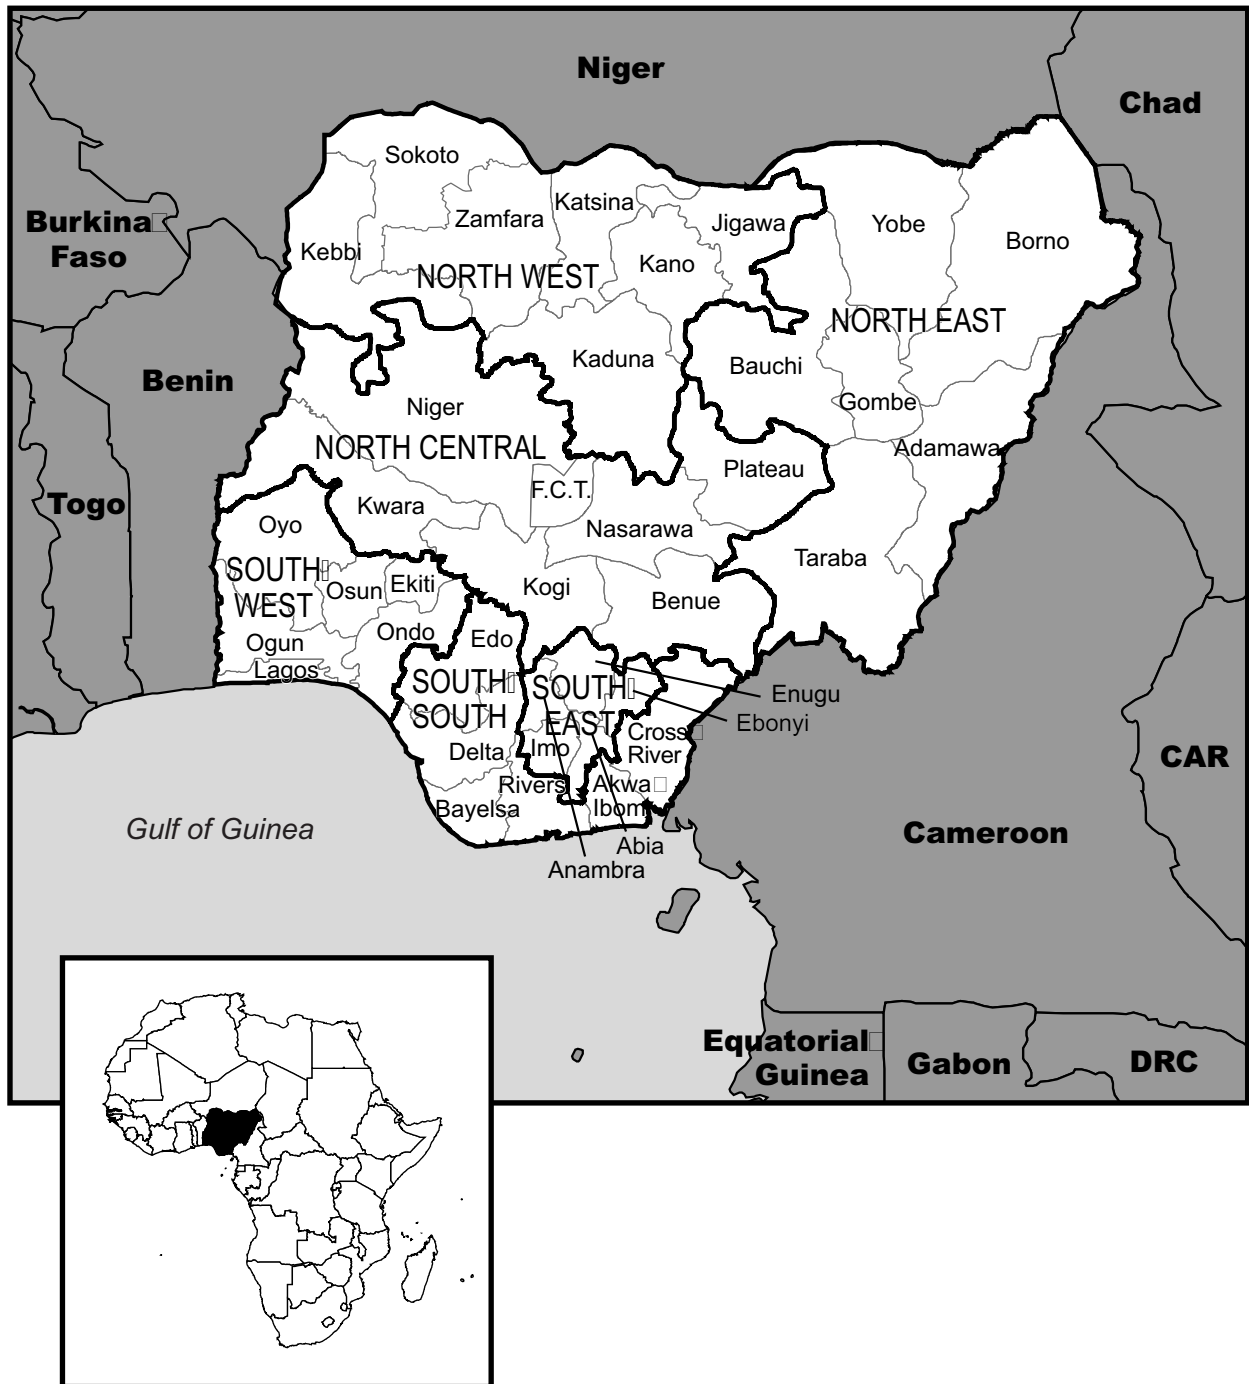 Niger
Chad
Sokoto
Katsina
Zamfara
Jigawa
Yobe
Burkina
Faso
Kebbi
Borno
Kano
NORTH WEST
NORTH EAST
Kaduna
Bauchi
Benin
Niger
Gombe
NORTH CENTRAL
Adamawa
Plateau
F.C.T.
Togo
Kwara
Oyo
Nasarawa
Taraba
SOUTH
WEST
Osun
Ekiti
Kogi
Benue
Ondo
Edo
Ogun
Lagos
SOUTH
SOUTH
SOUTH
EAST
Enugu
Ebonyi
Cross
River
Delta
Imo
CAR
Rivers
Akwa
Ibom
Bayelsa
Gulf of Guinea
Cameroon
Abia
Anambra
Equatorial
Guinea
Gabon
DRC